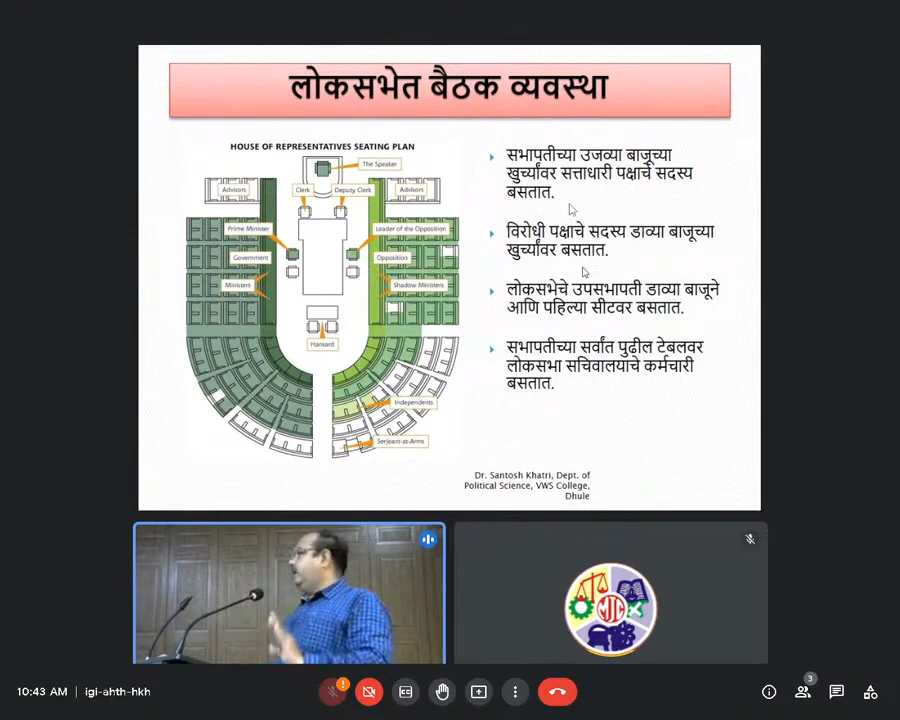 लोकसभेत बैठक व्यवस्था
HOUSE OF REPRESENTATIVES SEATING PLAN
The Speaker
Advisors
Clerk
Deputy Clerk
Advisors
Prime Minister
Leader of the Opposition
Government
Opposition
Ministers
Shadow Ministers
Hansard
Independents
Serjeant-at-Arms
सभापतीच्या उजव्या बाजूच्या
खुर्च्यांवर सत्ताधारी पक्षाचे सदस्य
बसतात.
विरोधी पक्षाचे सदस्य डाव्या बाजूच्या
खुर्च्यांवर बसतात.
लोकसभेचे उपसभापती डाव्या बाजूने
आणि पहिल्या सीटवर बसतात.
सभापतीच्या सर्वात पुढील टेबलवर
लोकसभा सचिवालयाचे कर्मचारी
बसतात.
Dr. Santosh Khatri, Dept. of
Political Science, VWS College,
Dhule
MJC
10:43 AM | igi-ahth-hkh
3